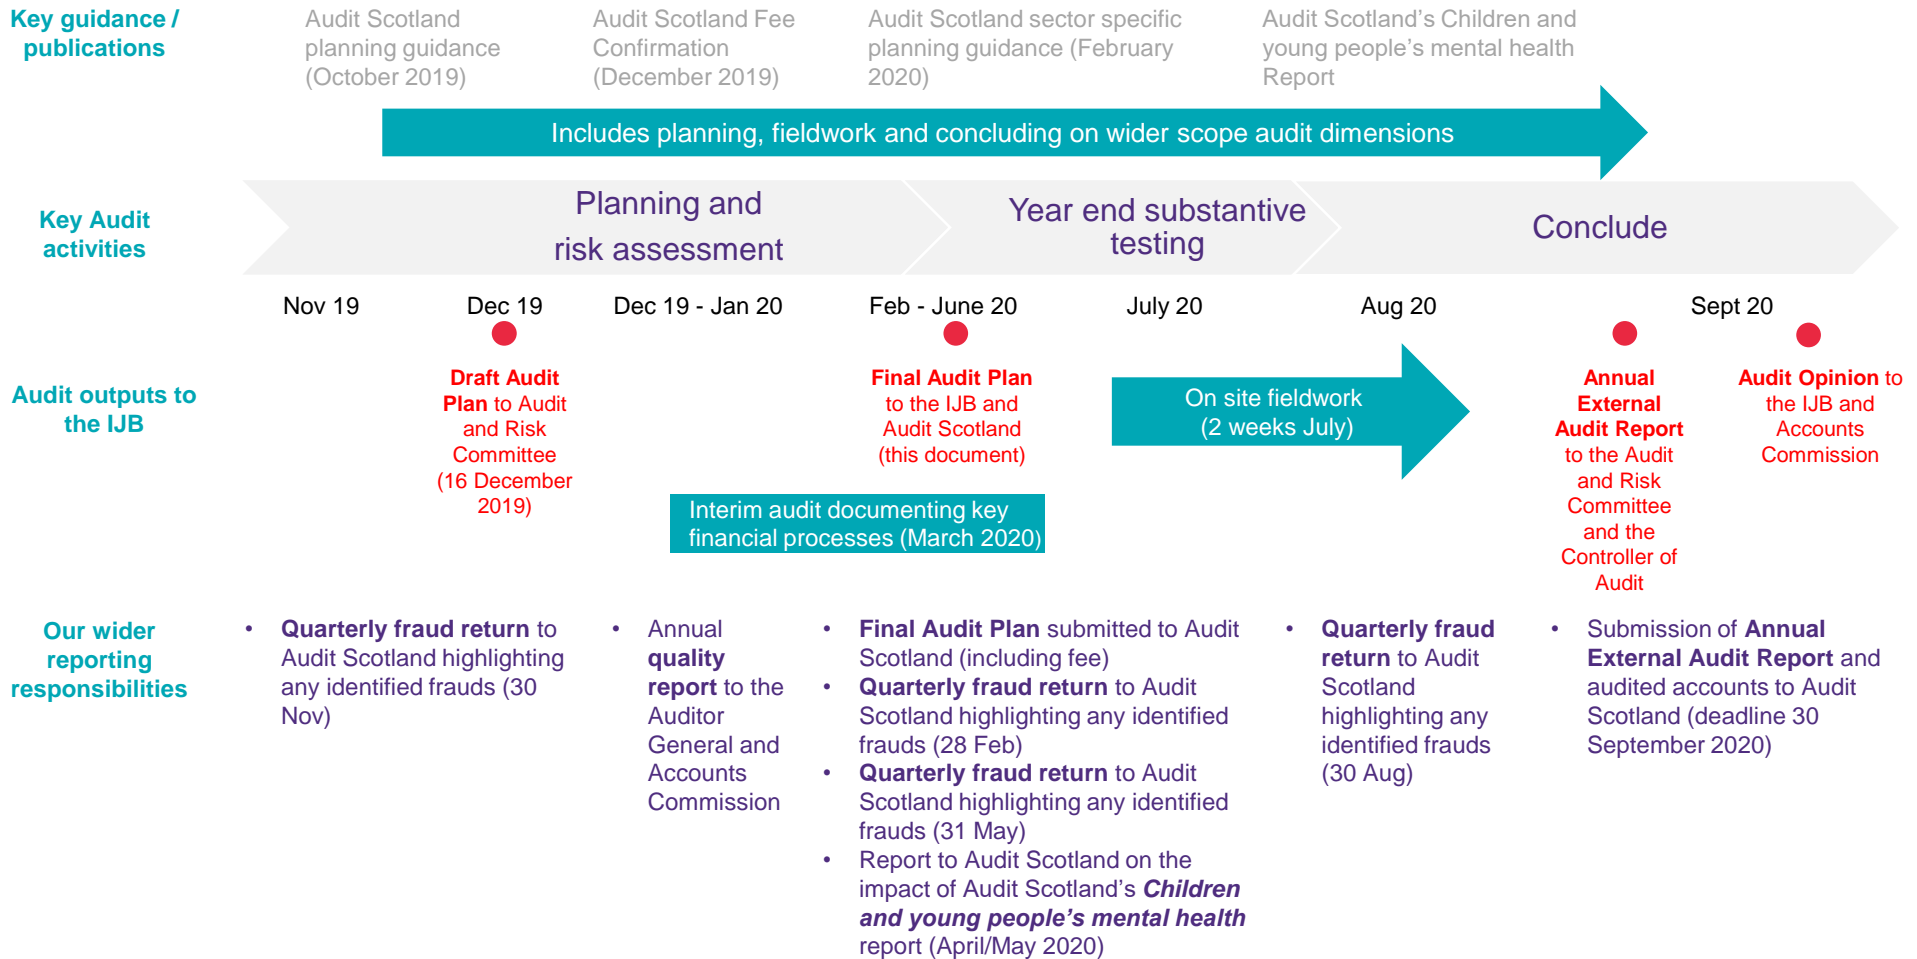 Key guidance /
publications
Audit Scotland
planning guidance
(October 2019)
Audit Scotland Fee
Confirmation
(December 2019)
Audit Scotland sector specific
planning guidance (February
2020)
Audit Scotland's Children and
young people's mental health
Report
Includes planning, fieldwork and concluding on wider scope audit dimensions
Key Audit
activities
Planning and
risk assessment
Year end substantive
testing
Conclude
Nov 19
Dec 19
Dec 19 - Jan 20
Feb - June 20
July 20
Aug 20
Sept 20
Audit outputs to
the IJB
Draft Audit
Plan to Audit
and Risk
Committee
(16 December
2019)
Final Audit Plan
to the IJB and
Audit Scotland
(this document)
Interim audit documenting key
financial processes (March 2020)
On site fieldwork
(2 weeks July)
Annual
External
Audit Report
to the Audit
and Risk
Committee
and the
Controller of
Audit
Audit Opinion to
the IJB and
Accounts
Commission
Our wider
reporting
responsibilities
• Quarterly fraud return to
Audit Scotland highlighting
any identified frauds (30
Nov)
• Annual
quality
report to the
Auditor
General and
Accounts
Commission
• Final Audit Plan submitted to Audit
Scotland (including fee)
• Quarterly fraud return to Audit
Scotland highlighting any identified
frauds (28 Feb)
• Quarterly fraud return to Audit
Scotland highlighting any identified
frauds (31 May)
• Report to Audit Scotland on the
impact of Audit Scotland's Children
and young people's mental health
report (April/May 2020)
• Quarterly fraud
return to Audit
Scotland
highlighting any
identified frauds
(30 Aug)
• Submission of Annual
External Audit Report and
audited accounts to Audit
Scotland (deadline 30
September 2020)